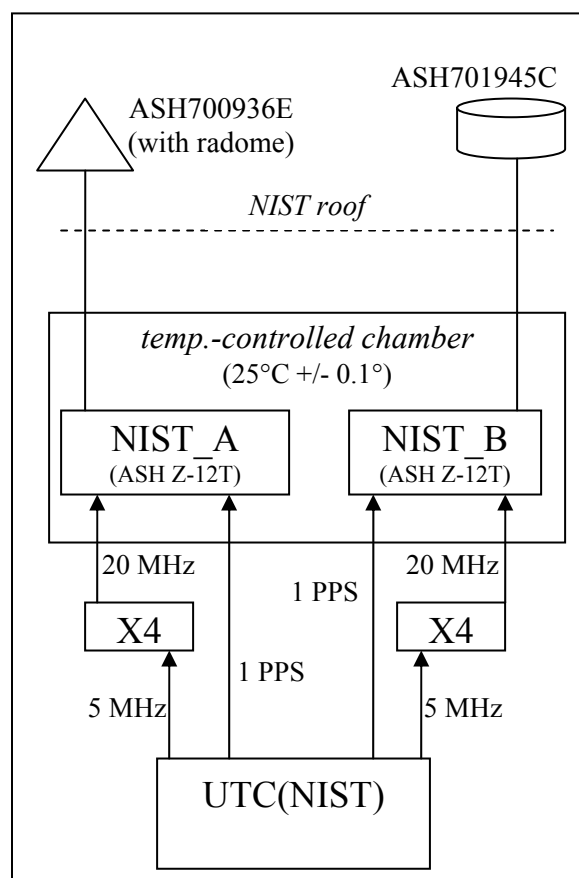 ASH701945C
ASH700936E
(with radome)
NIST roof
temp.-controlled chamber
(25°C +/- 0.1°)
NIST_A
(ASH Z-12T)
NIST_B
(ASH Z-12T)
20 MHz
20 MHz
1 PPS
X4
X4
1 PPS
5 MHz
5 MHz
UTC(NIST)